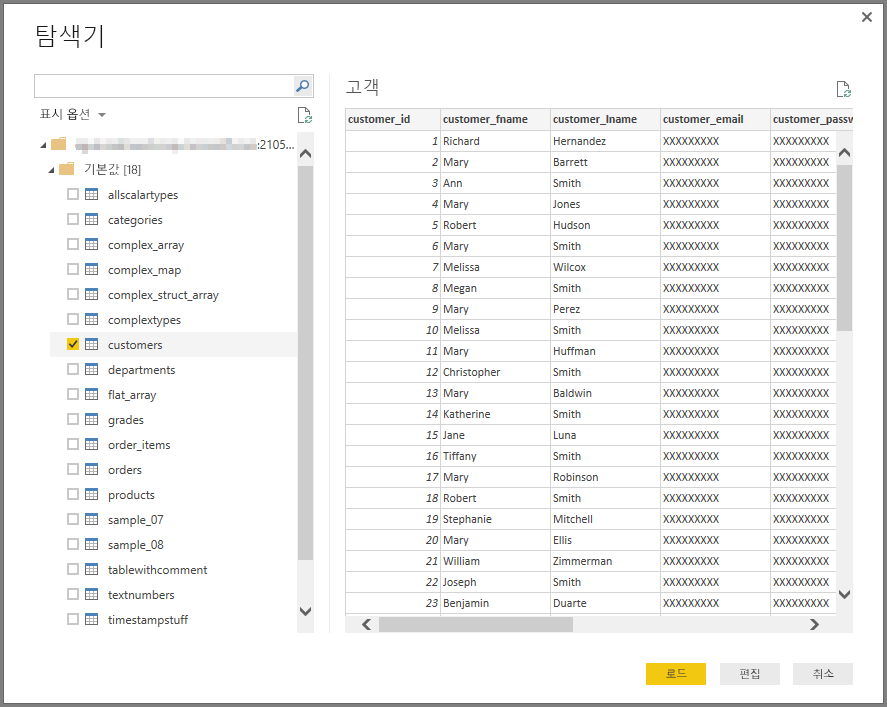 탐색기
표시 옵션
:2105...
기본값 [18]
allscalartypes
categories
complex_array
complex_map
complex_struct_array
complextypes
customers
departments
flat_array
grades
order_items
orders
products
sample_07
sample_08
tablewithcomment
textnumbers
timestampstuff
고객
customer_id customer_fname customer_lname customer_email customer_passw
1 Richard Hernandez XXXXXXXXX XXXXXXXXX
2 Mary Barrett XXXXXXXXX XXXXXXXXX
3 Ann Smith XXXXXXXXX XXXXXXXXX
4 Mary Jones XXXXXXXXX XXXXXXXXX
5 Robert Hudson XXXXXXXXX XXXXXXXXX
6 Mary Smith XXXXXXXXX XXXXXXXXX
7 Melissa Wilcox XXXXXXXXX XXXXXXXXX
8 Megan Smith XXXXXXXXX XXXXXXXXX
9 Mary Perez XXXXXXXXX XXXXXXXXX
10 Melissa Smith XXXXXXXXX XXXXXXXXX
11 Mary Huffman XXXXXXXXX XXXXXXXXX
12 Christopher Smith XXXXXXXXX XXXXXXXXX
13 Mary Baldwin XXXXXXXXX XXXXXXXXX
14 Katherine Smith XXXXXXXXX XXXXXXXXX
15 Jane Luna XXXXXXXXX XXXXXXXXX
16 Tiffany Smith XXXXXXXXX XXXXXXXXX
17 Mary Robinson XXXXXXXXX XXXXXXXXX
18 Robert Smith XXXXXXXXX XXXXXXXXX
19 Stephanie Mitchell XXXXXXXXX XXXXXXXXX
20 Mary Ellis XXXXXXXXX XXXXXXXXX
21 William Zimmerman XXXXXXXXX XXXXXXXXX
22 Joseph Smith XXXXXXXXX XXXXXXXXX
23 Benjamin Duarte XXXXXXXXX XXXXXXXXX
로드 편집 취소